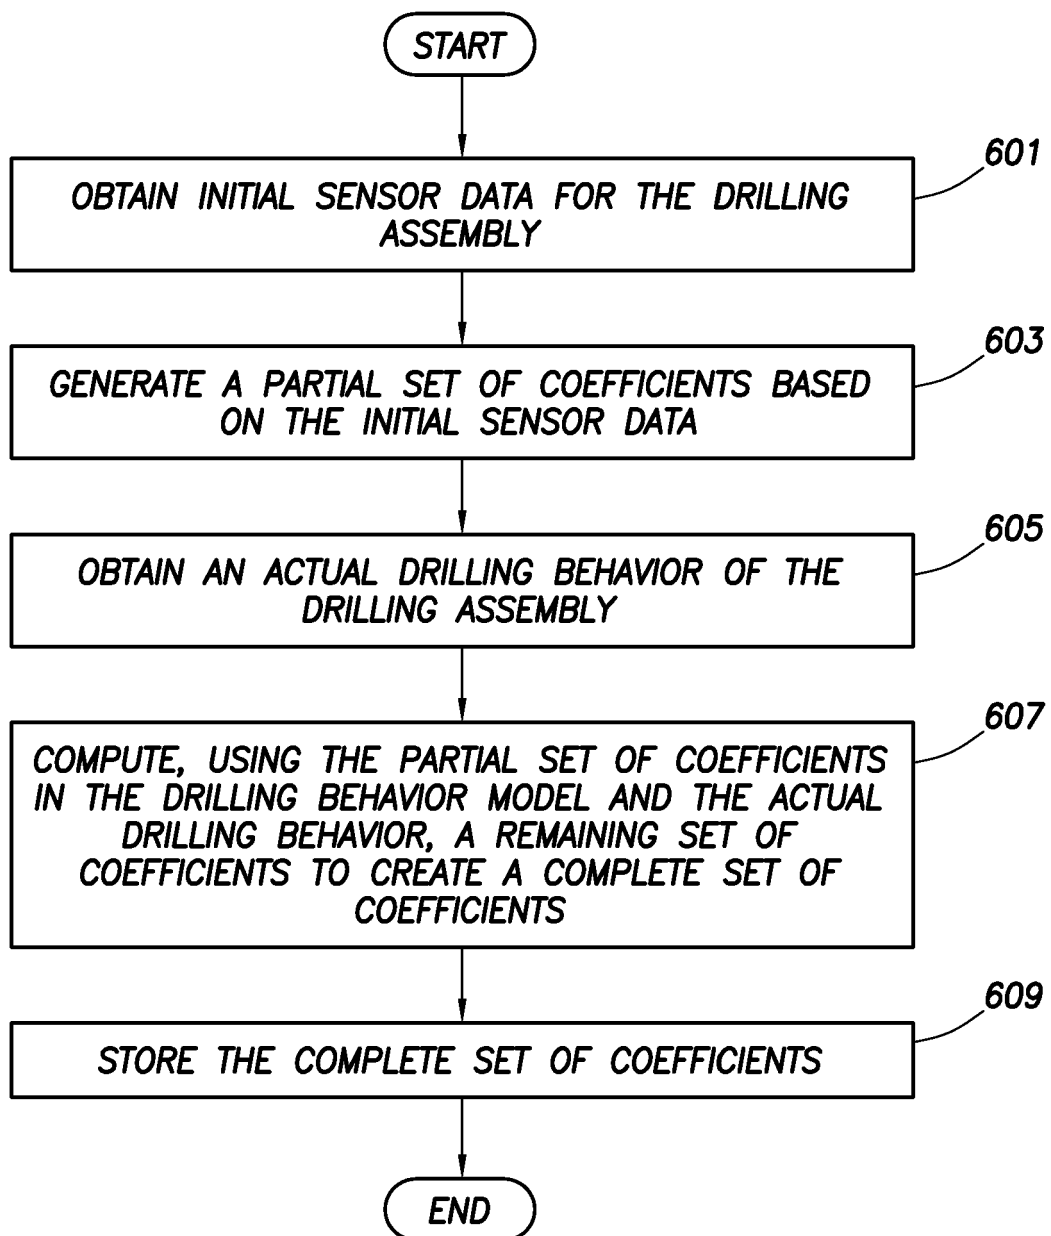 START
601
OBTAIN INITIAL SENSOR DATA FOR THE DRILLING
ASSEMBLY
603
GENERATE A PARTIAL SET OF COEFFICIENTS BASED
ON THE INITIAL SENSOR DATA
605
OBTAIN AN ACTUAL DRILLING BEHAVIOR OF THE
DRILLING ASSEMBLY
607
COMPUTE, USING THE PARTIAL SET OF COEFFICIENTS
IN THE DRILLING BEHAVIOR MODEL AND THE ACTUAL
DRILLING BEHAVIOR, A REMAINING SET OF
COEFFICIENTS TO CREATE A COMPLETE SET OF
COEFFICIENTS
609
STORE THE COMPLETE SET OF COEFFICIENTS
END